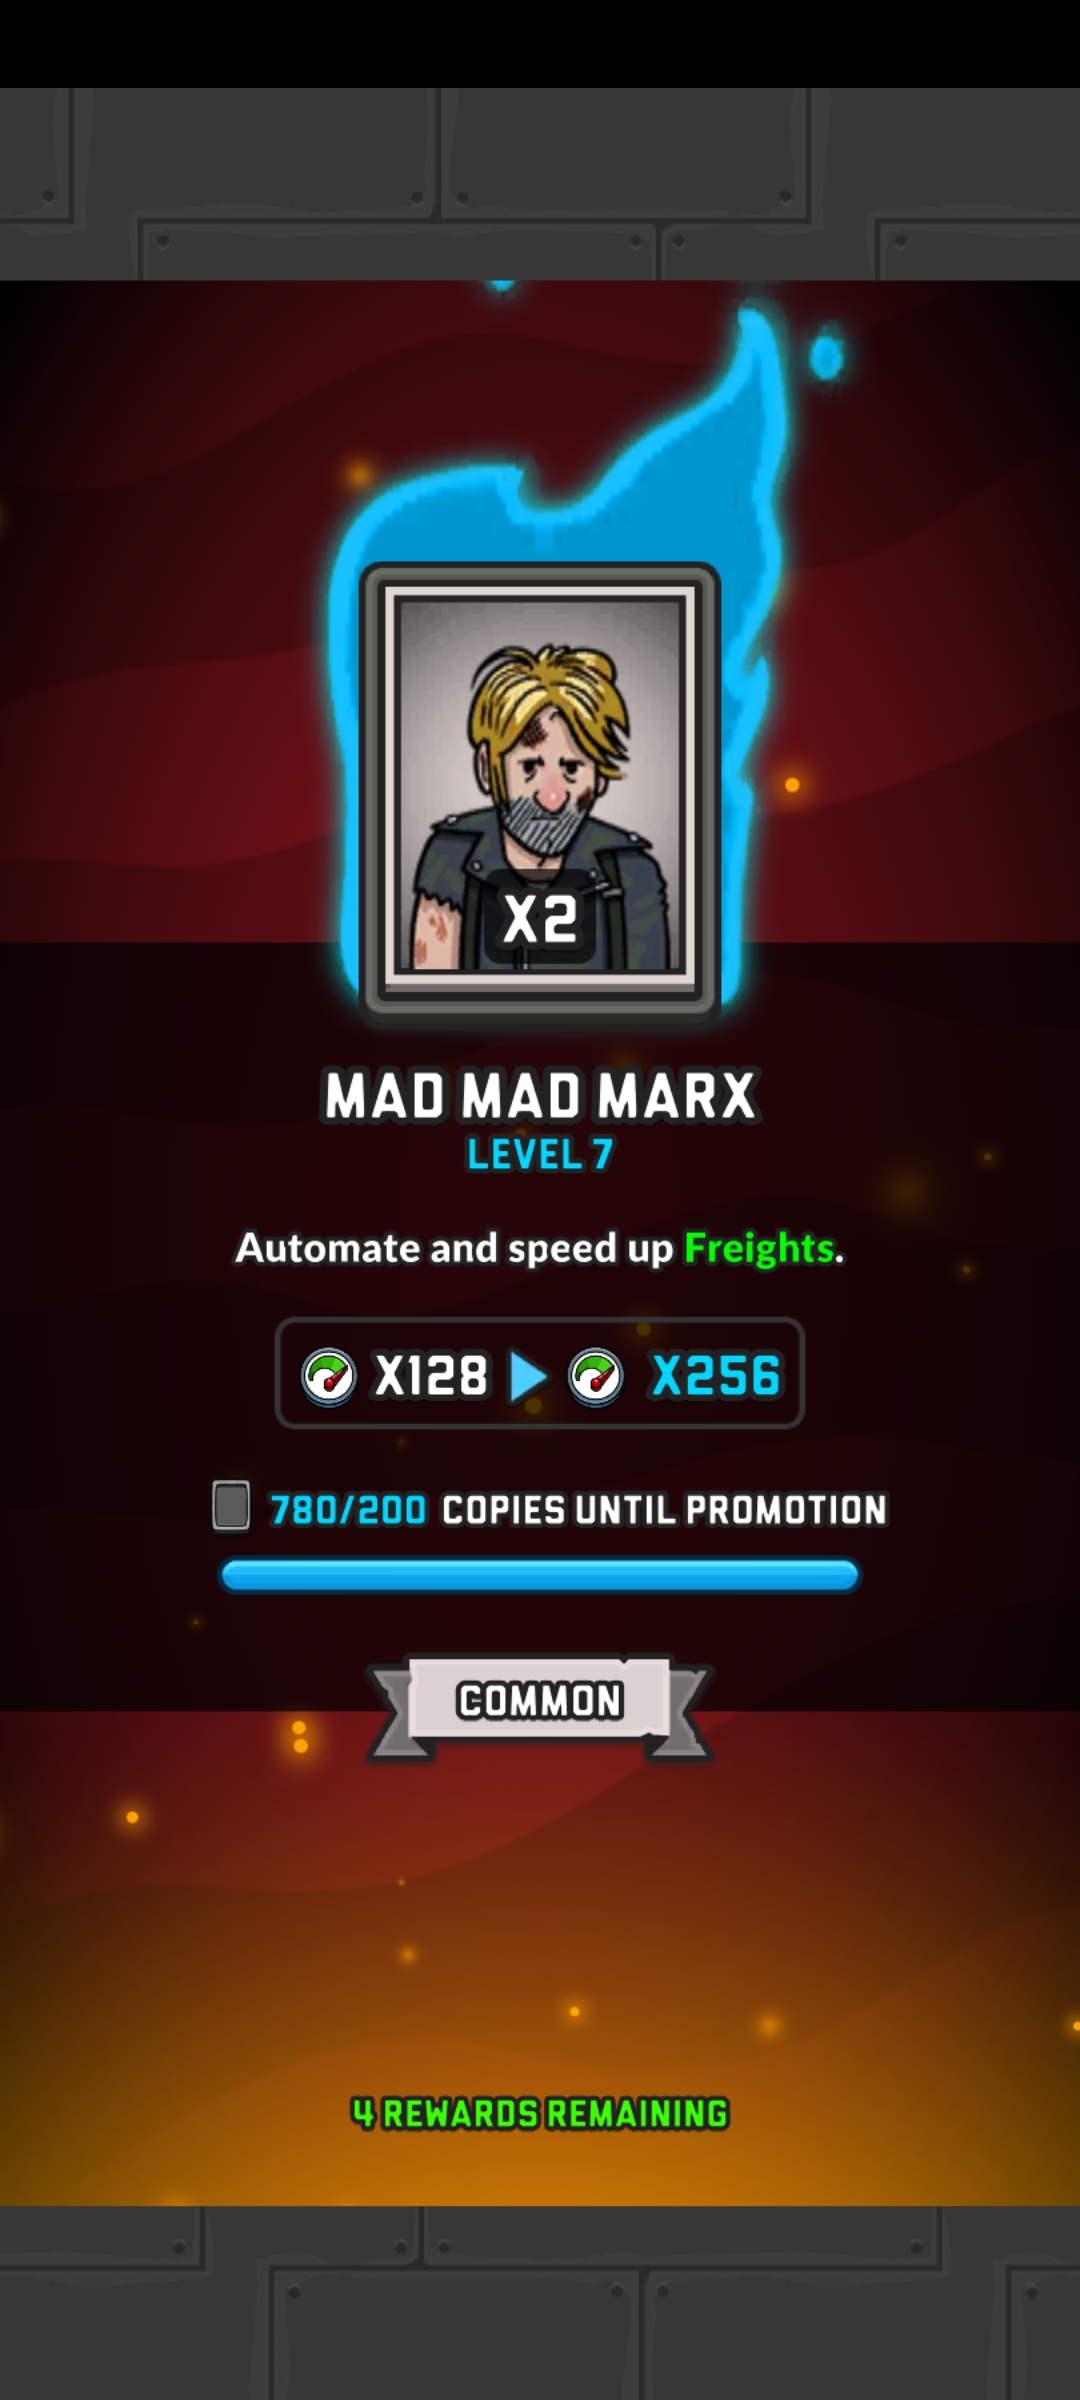 X2
MAD MAD MARX
LEVEL 7
Automate and speed up Freights.
X128 X256
780/200 COPIES UNTIL PROMOTION
COMMON
4 REWARDS REMAINING